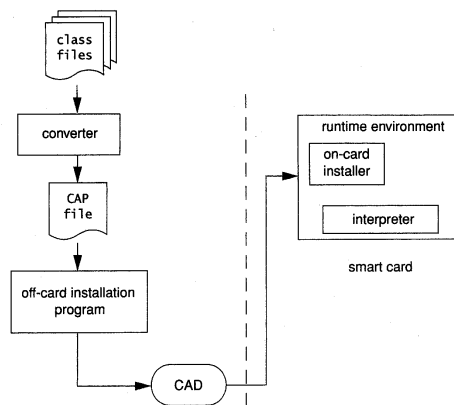 class
files
converter
CAP
file
off-card installation
program
CAD
runtime environment
on-card
installer
interpreter
smart card